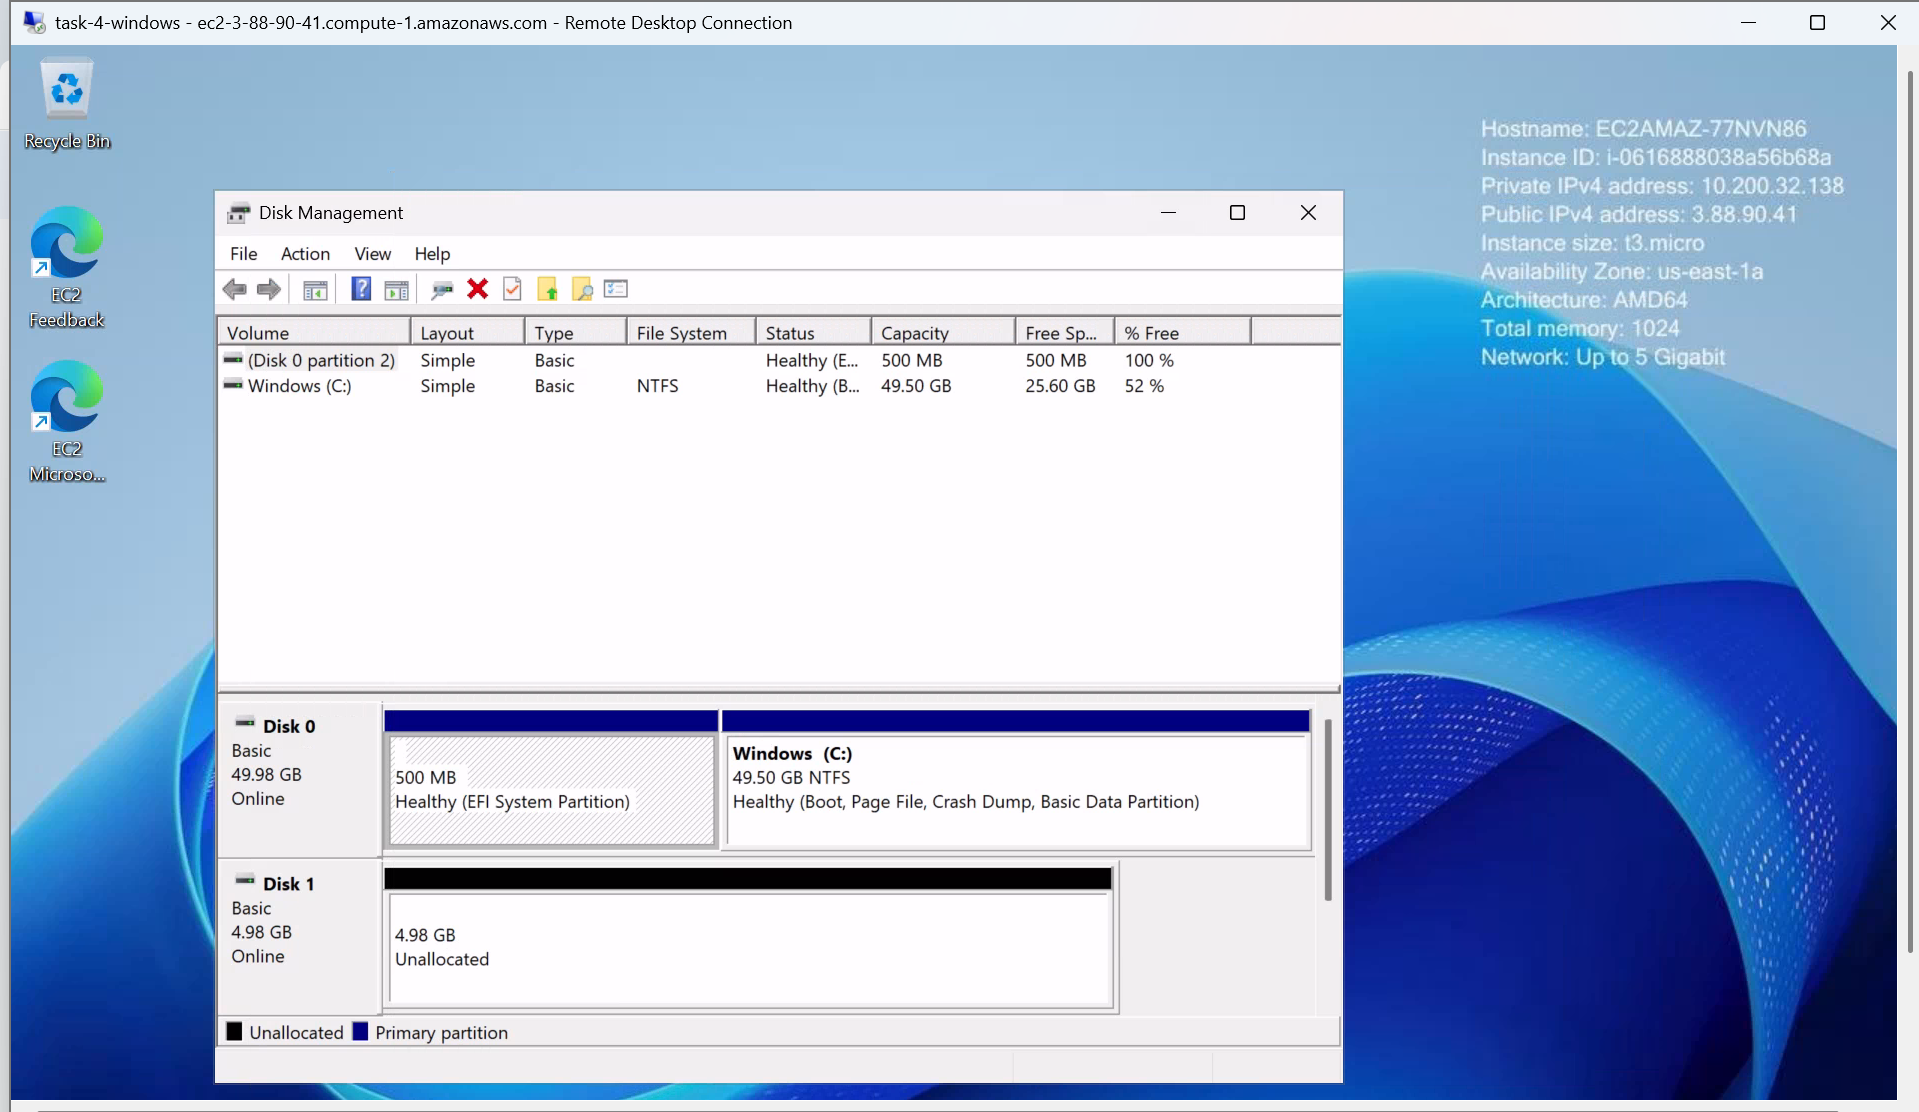 task-4-windows - ec2-3-88-90-41.compute-1.amazonaws.com - Remote Desktop Connection
Recycle Bin
EC2
Feedback
EC2
Microso...
Hostname: EC2AMAZ-77NVN86
Instance ID: i-0616888038a56b68a
Private IPv4 address: 10.200.32.138
Public IPv4 address: 3.88.90.41
Instance size: t3.micro
Availability Zone: us-east-1a
Architecture: AMD64
Total memory: 1024
Network: Up to 5 Gigabit
Disk Management
File Action View Help
Volume Layout Type File System Status Capacity Free Sp... % Free
(Disk 0 partition 2) Simple Basic Healthy (E... 500 MB 500 MB 100 %
Windows (C:) Simple Basic NTFS Healthy (B... 49.50 GB 25.60 GB 52 %
Disk 0
Basic
49.98 GB
Online
500 MB
Healthy (EFI System Partition)
Windows (C:)
49.50 GB NTFS
Healthy (Boot, Page File, Crash Dump, Basic Data Partition)
Disk 1
Basic
4.98 GB
Online
4.98 GB
Unallocated
Unallocated Primary partition